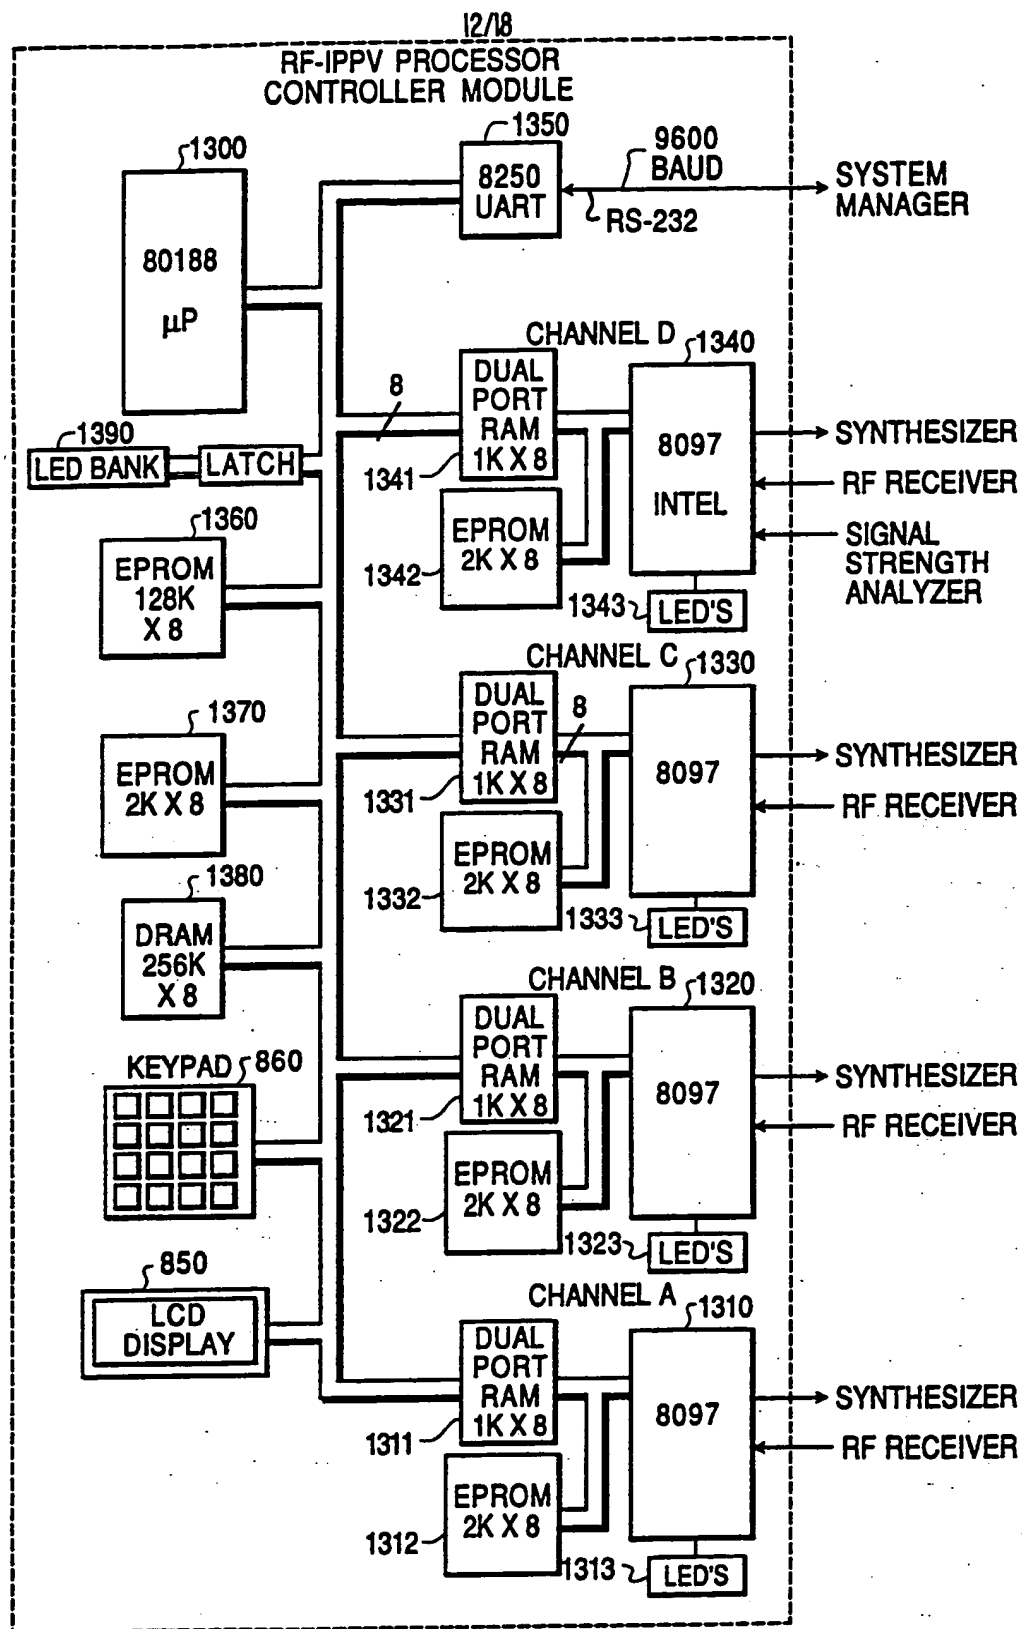 12/18
RF-IPPV PROCESSOR
CONTROLLER MODULE
1300
80188
μP
1350
8250
UART
9600
BAUD
RS-232
SYSTEM
MANAGER
1390
LED BANK
LATCH
8
CHANNEL D
DUAL
PORT
RAM
1K X 8
1341
EPROM
2K X 8
1342
1340
8097
INTEL
1343
LED'S
SYNTHESIZER
RF RECEIVER
SIGNAL
STRENGTH
ANALYZER
1360
EPROM
128K
X 8
1370
EPROM
2K X 8
CHANNEL C
DUAL
PORT
RAM
1K X 8
1331
8
EPROM
2K X 8
1332
1330
8097
1333
LED'S
SYNTHESIZER
RF RECEIVER
1380
DRAM
256K
X 8
KEYPAD
860
CHANNEL B
DUAL
PORT
RAM
1K X 8
1321
EPROM
2K X 8
1322
1320
8097
1323
LED'S
SYNTHESIZER
RF RECEIVER
850
LCD
DISPLAY
CHANNEL A
DUAL
PORT
RAM
1K X 8
1311
EPROM
2K X 8
1312
1310
8097
1313
LED'S
SYNTHESIZER
RF RECEIVER